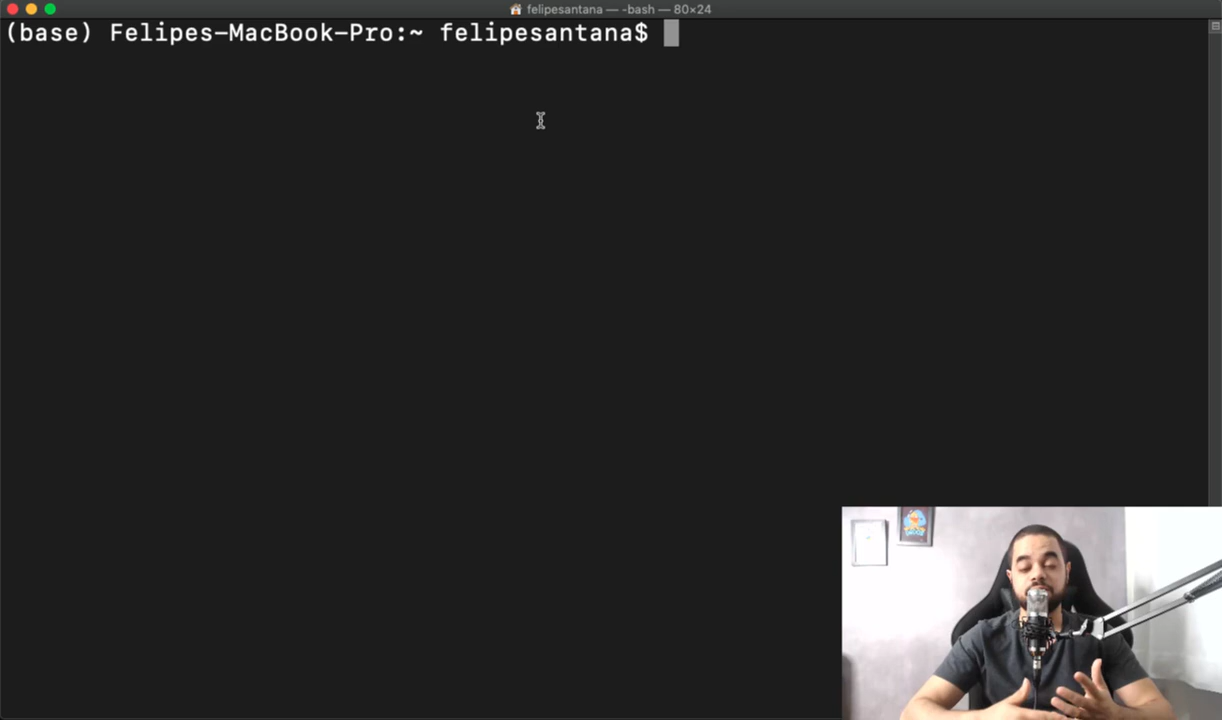 felipesantana — -bash — 80×24
(base) Felipes-MacBook-Pro:~ felipesantana$